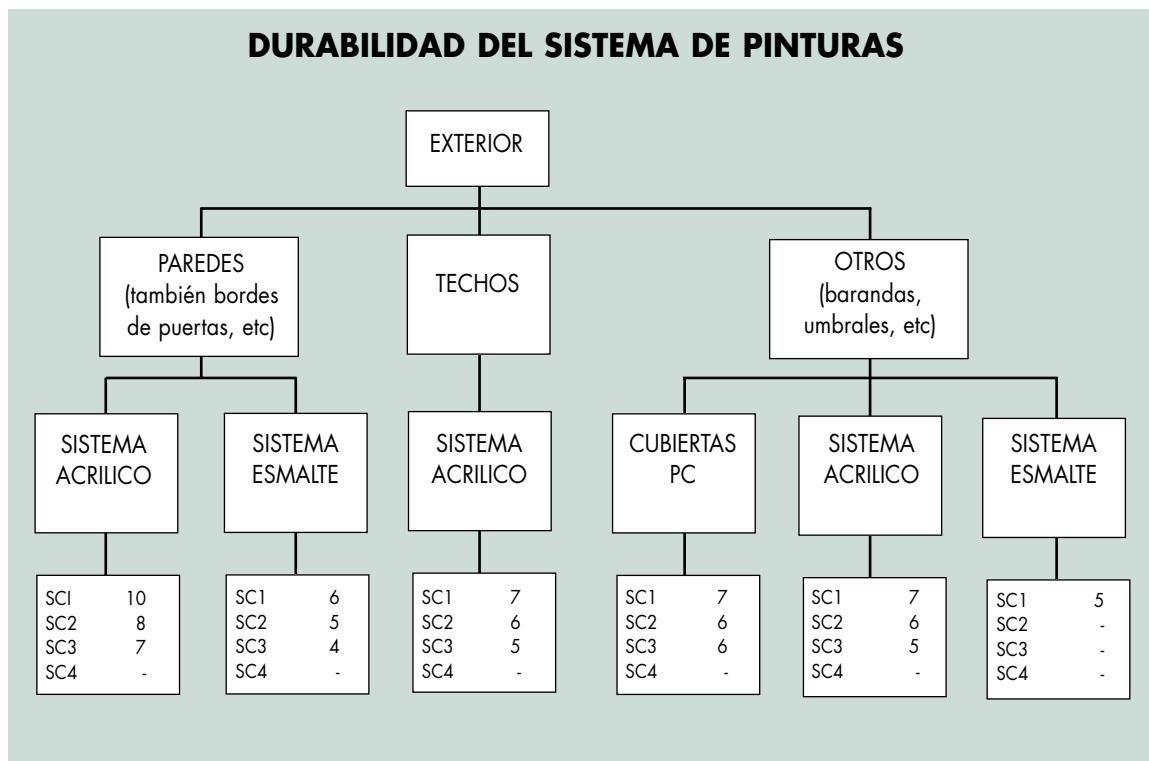 DURABILIDAD DEL SISTEMA DE PINTURAS
EXTERIOR
PAREDES
(también bordes
de puertas, etc)
TECHOS
OTROS
(barandas,
umbrales, etc)
SISTEMA
ACRILICO
SISTEMA
ESMALTE
SISTEMA
ACRILICO
CUBIERTAS
PC
SISTEMA
ACRILICO
SISTEMA
ESMALTE
SCI 10
SC2 8
SC3 7
SC4 -
SC1 6
SC2 5
SC3 4
SC4 -
SC1 7
SC2 6
SC3 5
SC4 -
SC1 7
SC2 6
SC3 6
SC4 -
SC1 7
SC2 6
SC3 5
SC4 -
SC1 5
SC2 -
SC3 -
SC4 -